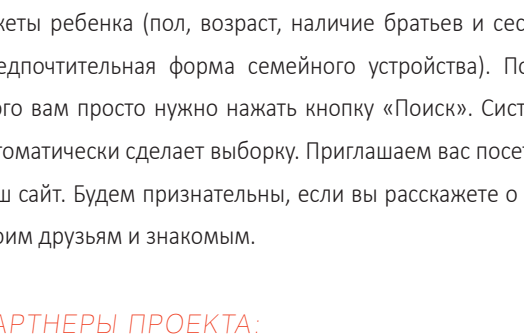 кеты ребенка (пол, возраст, наличие братьев и сес
едпочтительная форма семейного устройства). По
ого вам просто нужно нажать кнопку «Поиск». Сист
томатически сделает выборку. Приглашаем вас посет
ш сайт. Будем признательны, если вы расскажете о
оим друзьям и знакомым.
АРТНЕРЫ ПРОЕКТА: